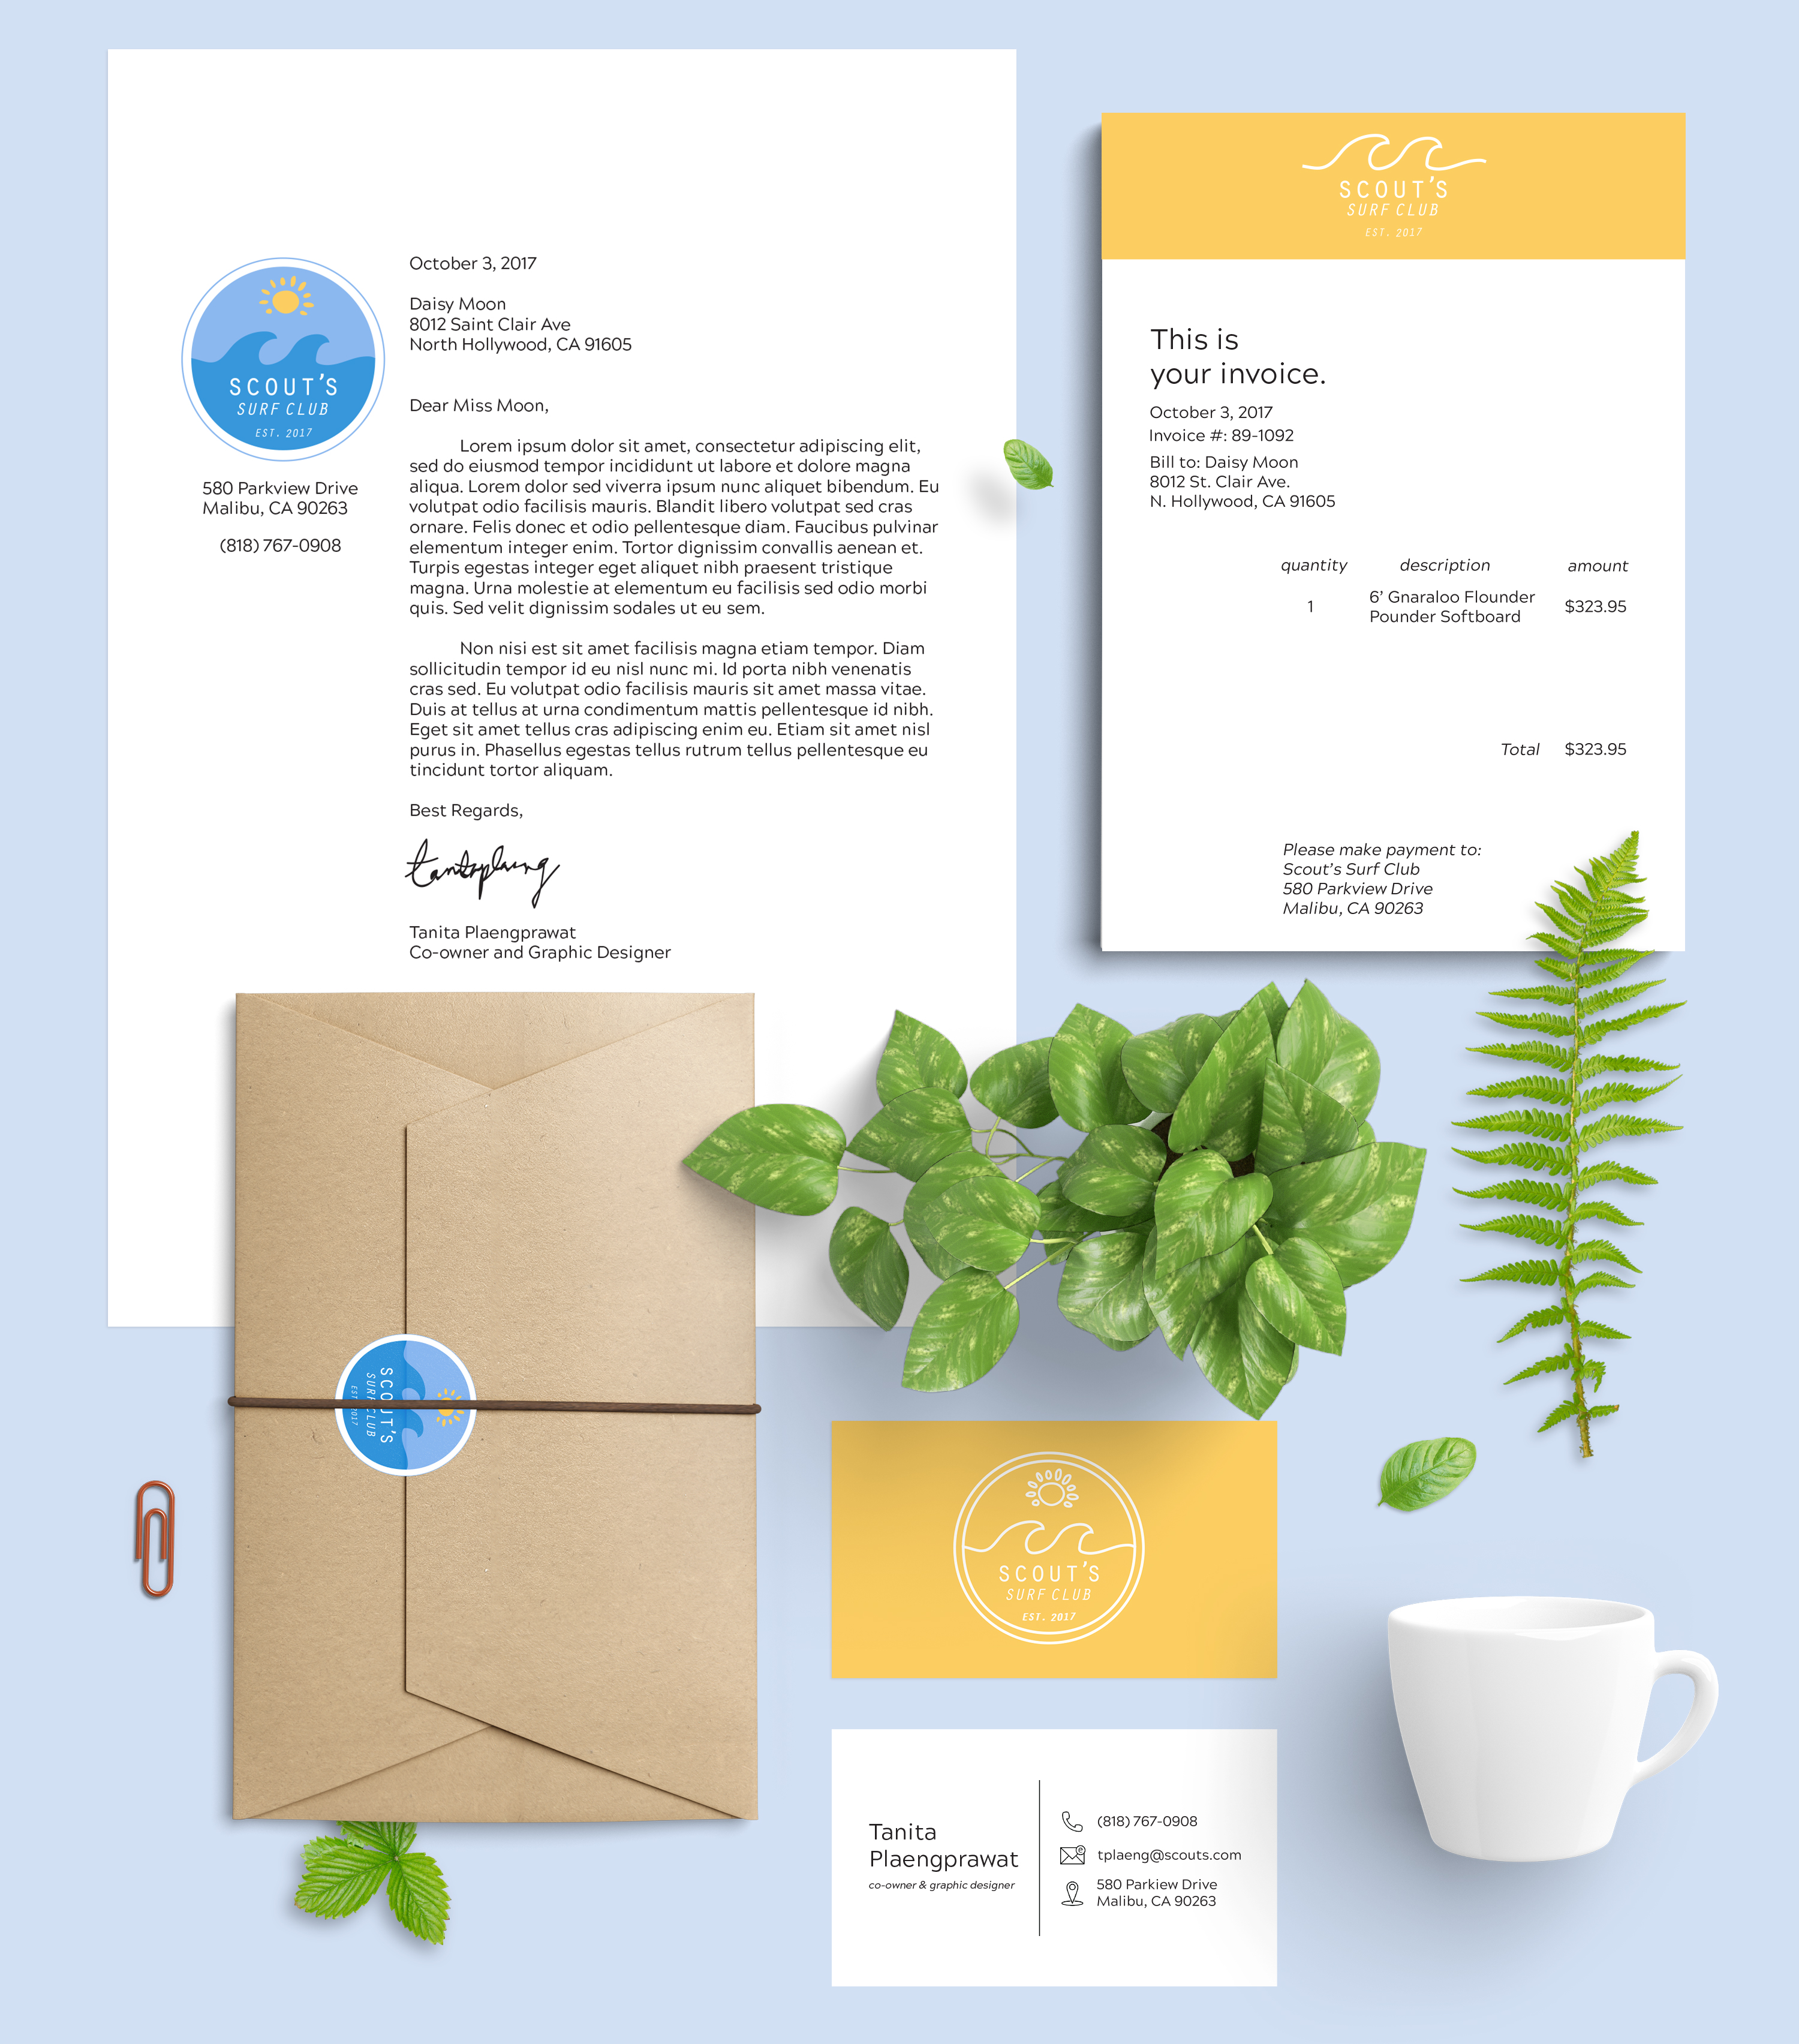 SCOUT'S
SURF CLUB
EST. 2017
580 Parkview Drive
Malibu, CA 90263
(818) 767-0908
October 3, 2017
Daisy Moon
8012 Saint Clair Ave
North Hollywood, CA 91605
Dear Miss Moon,
Lorem ipsum dolor sit amet, consectetur adipiscing elit,
sed do eiusmod tempor incididunt ut labore et dolore magna
aliqua. Lorem dolor sed viverra ipsum nunc aliquet bibendum. Eu
volutpat odio facilisis mauris. Blandit libero volutpat sed cras
ornare. Felis donec et odio pellentesque diam. Faucibus pulvinar
elementum integer enim. Tortor dignissim convallis aenean et.
Turpis egestas integer eget aliquet nibh praesent tristique
magna. Urna molestie at elementum eu facilisis sed odio morbi
quis. Sed velit dignissim sodales ut eu sem.
Non nisi est sit amet facilisis magna etiam tempor. Diam
sollicitudin tempor id eu nisl nunc mi. Id porta nibh venenatis
cras sed. Eu volutpat odio facilisis mauris sit amet massa vitae.
Duis at tellus at urna condimentum mattis pellentesque id nibh.
Eget sit amet tellus cras adipiscing enim eu. Etiam sit amet nisl
purus in. Phasellus egestas tellus rutrum tellus pellentesque eu
tincidunt tortor aliquam.
Best Regards,
Tanita Plaengprawat
Co-owner and Graphic Designer
SCOUT'S
SURF CLUB
EST. 2017
This is
your invoice.
October 3, 2017
Invoice #: 89-1092
Bill to: Daisy Moon
8012 St. Clair Ave.
N. Hollywood, CA 91605
quantity description amount
1 6' Gnaraloo Flounder Pounder Softboard $323.95
Total $323.95
Please make payment to:
Scout's Surf Club
580 Parkview Drive
Malibu, CA 90263
SCOUT'S
SURF CLUB
EST. 2017
SCOUT'S
SURF CLUB
EST. 2017
Tanita
Plaengprawat
co-owner & graphic designer
(818) 767-0908
tplaeng@scouts.com
580 Parkiew Drive
Malibu, CA 90263